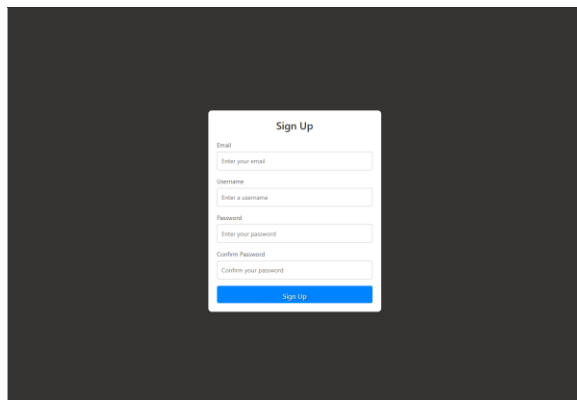 Sign Up
Email
Enter your email
Username
Enter a username
Password
Enter your password
Confirm Password
Confirm your password
Sign Up